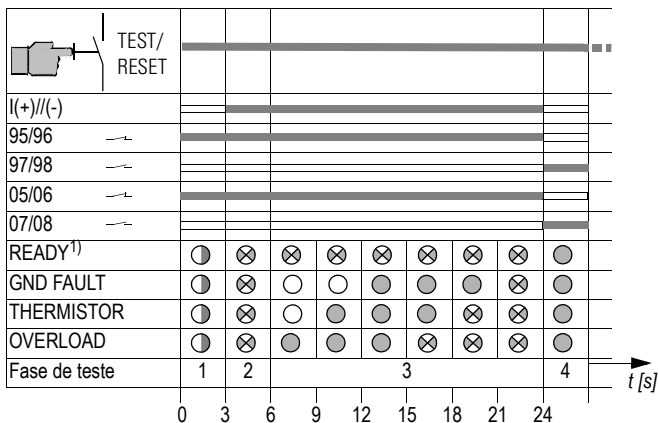 TEST/
RESET
I(+)//(-)
95/96
97/98
05/06
07/08
READY1)
GND FAULT
THERMISTOR
OVERLOAD
Fase de teste 1 2 3 4
t [s]
0 3 6 9 12 15 18 21 24